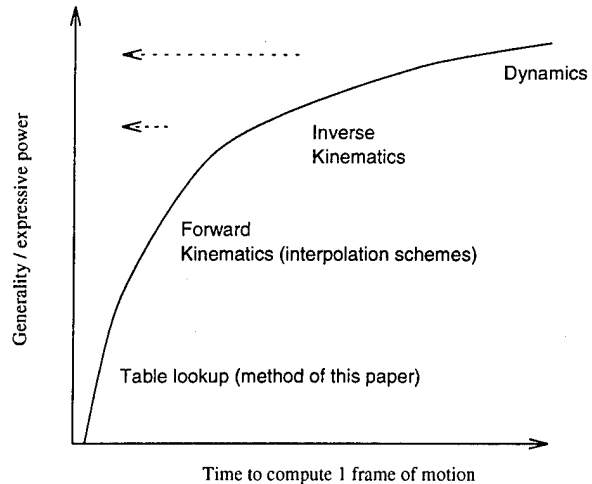 Generality / expressive power
Dynamics
Inverse
Kinematics
Forward
Kinematics (interpolation schemes)
Table lookup (method of this paper)
Time to compute 1 frame of motion